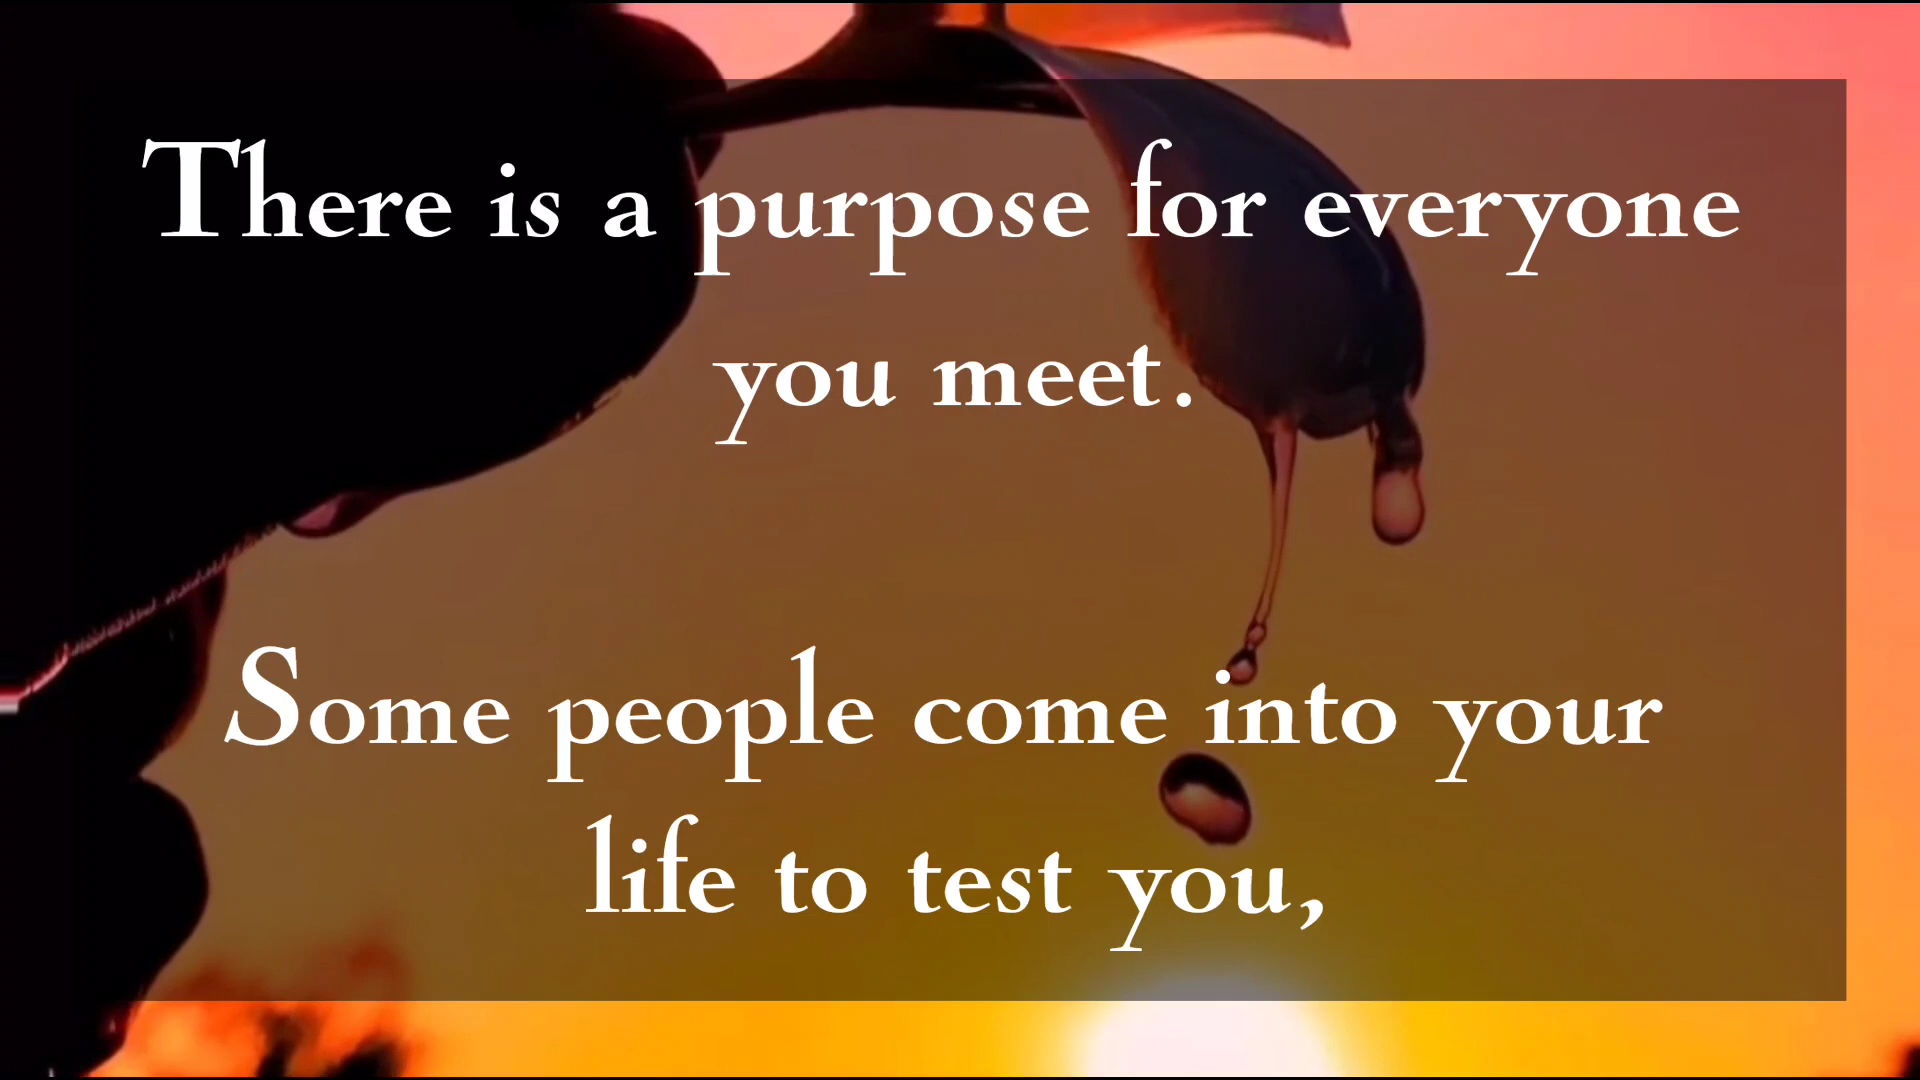 There is a purpose for everyone
you meet.
Some people come into your
life to test you,